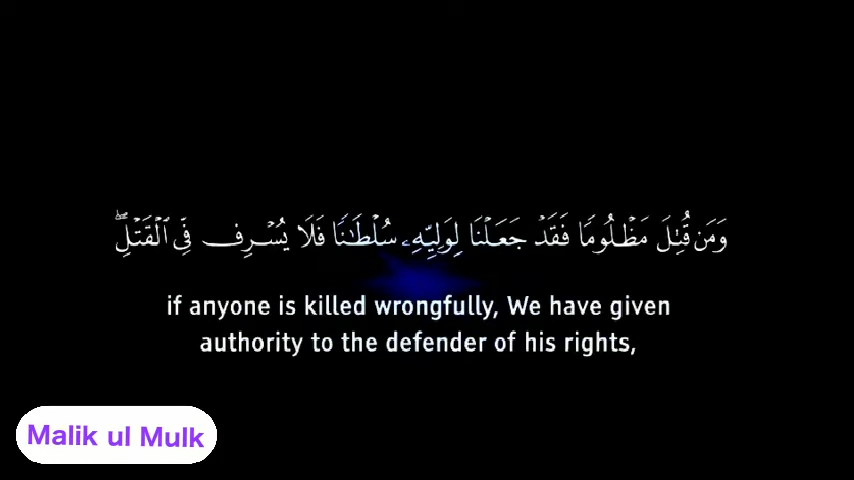 وَمَن قُتِلَ مَظْلُومًا فَقَدْ جَعَلْنَا لِوَلِيِّهِۦ سُلْطَٰنًا فَلَا يُسْرِف فِّى ٱلْقَتْلِ ۖ
if anyone is killed wrongfully, We have given
authority to the defender of his rights,
Malik ul Mulk